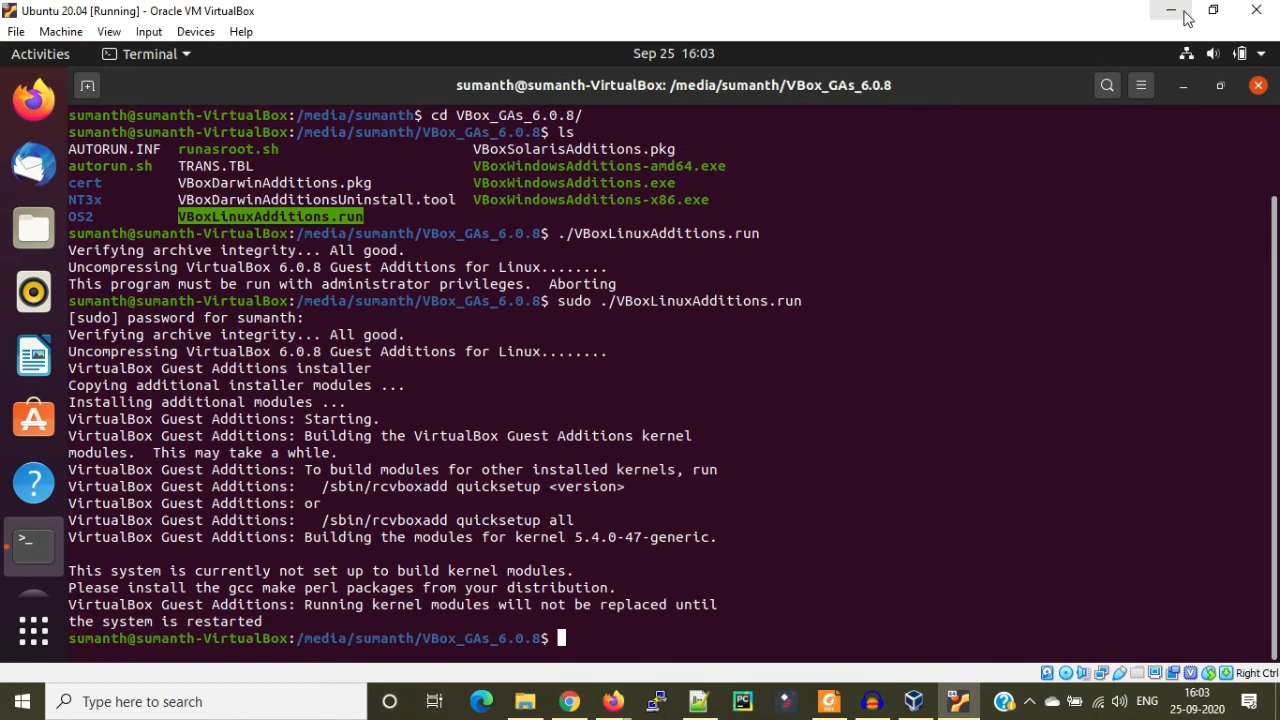 Ubuntu 20.04 [Running] - Oracle VM VirtualBox
File Machine View Input Devices Help
Activities Terminal Sep 25 16:03
sumanth@sumanth-VirtualBox: /media/sumanth/VBox_GAs_6.0.8
sumanth@sumanth-VirtualBox:/media/sumanth$ cd VBox_GAs_6.0.8/
sumanth@sumanth-VirtualBox:/media/sumanth/VBox_GAs_6.0.8$ ls
AUTORUN.INF runasroot.sh VBoxSolarisAdditions.pkg
autorun.sh TRANS.TBL VBoxWindowsAdditions-amd64.exe
cert VBoxDarwinAdditions.pkg VBoxWindowsAdditions.exe
NT3x VBoxDarwinAdditionsUninstall.tool VBoxWindowsAdditions-x86.exe
OS2 VBoxLinuxAdditions.run
sumanth@sumanth-VirtualBox:/media/sumanth/VBox_GAs_6.0.8$ ./VBoxLinuxAdditions.run
Verifying archive integrity... All good.
Uncompressing VirtualBox 6.0.8 Guest Additions for Linux........
This program must be run with administrator privileges.  Aborting
sumanth@sumanth-VirtualBox:/media/sumanth/VBox_GAs_6.0.8$ sudo ./VBoxLinuxAdditions.run
[sudo] password for sumanth:
Verifying archive integrity... All good.
Uncompressing VirtualBox 6.0.8 Guest Additions for Linux........
VirtualBox Guest Additions installer
Copying additional installer modules ...
Installing additional modules ...
VirtualBox Guest Additions: Starting.
VirtualBox Guest Additions: Building the VirtualBox Guest Additions kernel
modules.  This may take a while.
VirtualBox Guest Additions: To build modules for other installed kernels, run
VirtualBox Guest Additions:   /sbin/rcvboxadd quicksetup <version>
VirtualBox Guest Additions: or
VirtualBox Guest Additions:   /sbin/rcvboxadd quicksetup all
VirtualBox Guest Additions: Building the modules for kernel 5.4.0-47-generic.
This system is currently not set up to build kernel modules.
Please install the gcc make perl packages from your distribution.
VirtualBox Guest Additions: Running kernel modules will not be replaced until
the system is restarted
sumanth@sumanth-VirtualBox:/media/sumanth/VBox_GAs_6.0.8$
Right Ctrl
Type here to search
ENG
16:03
25-09-2020